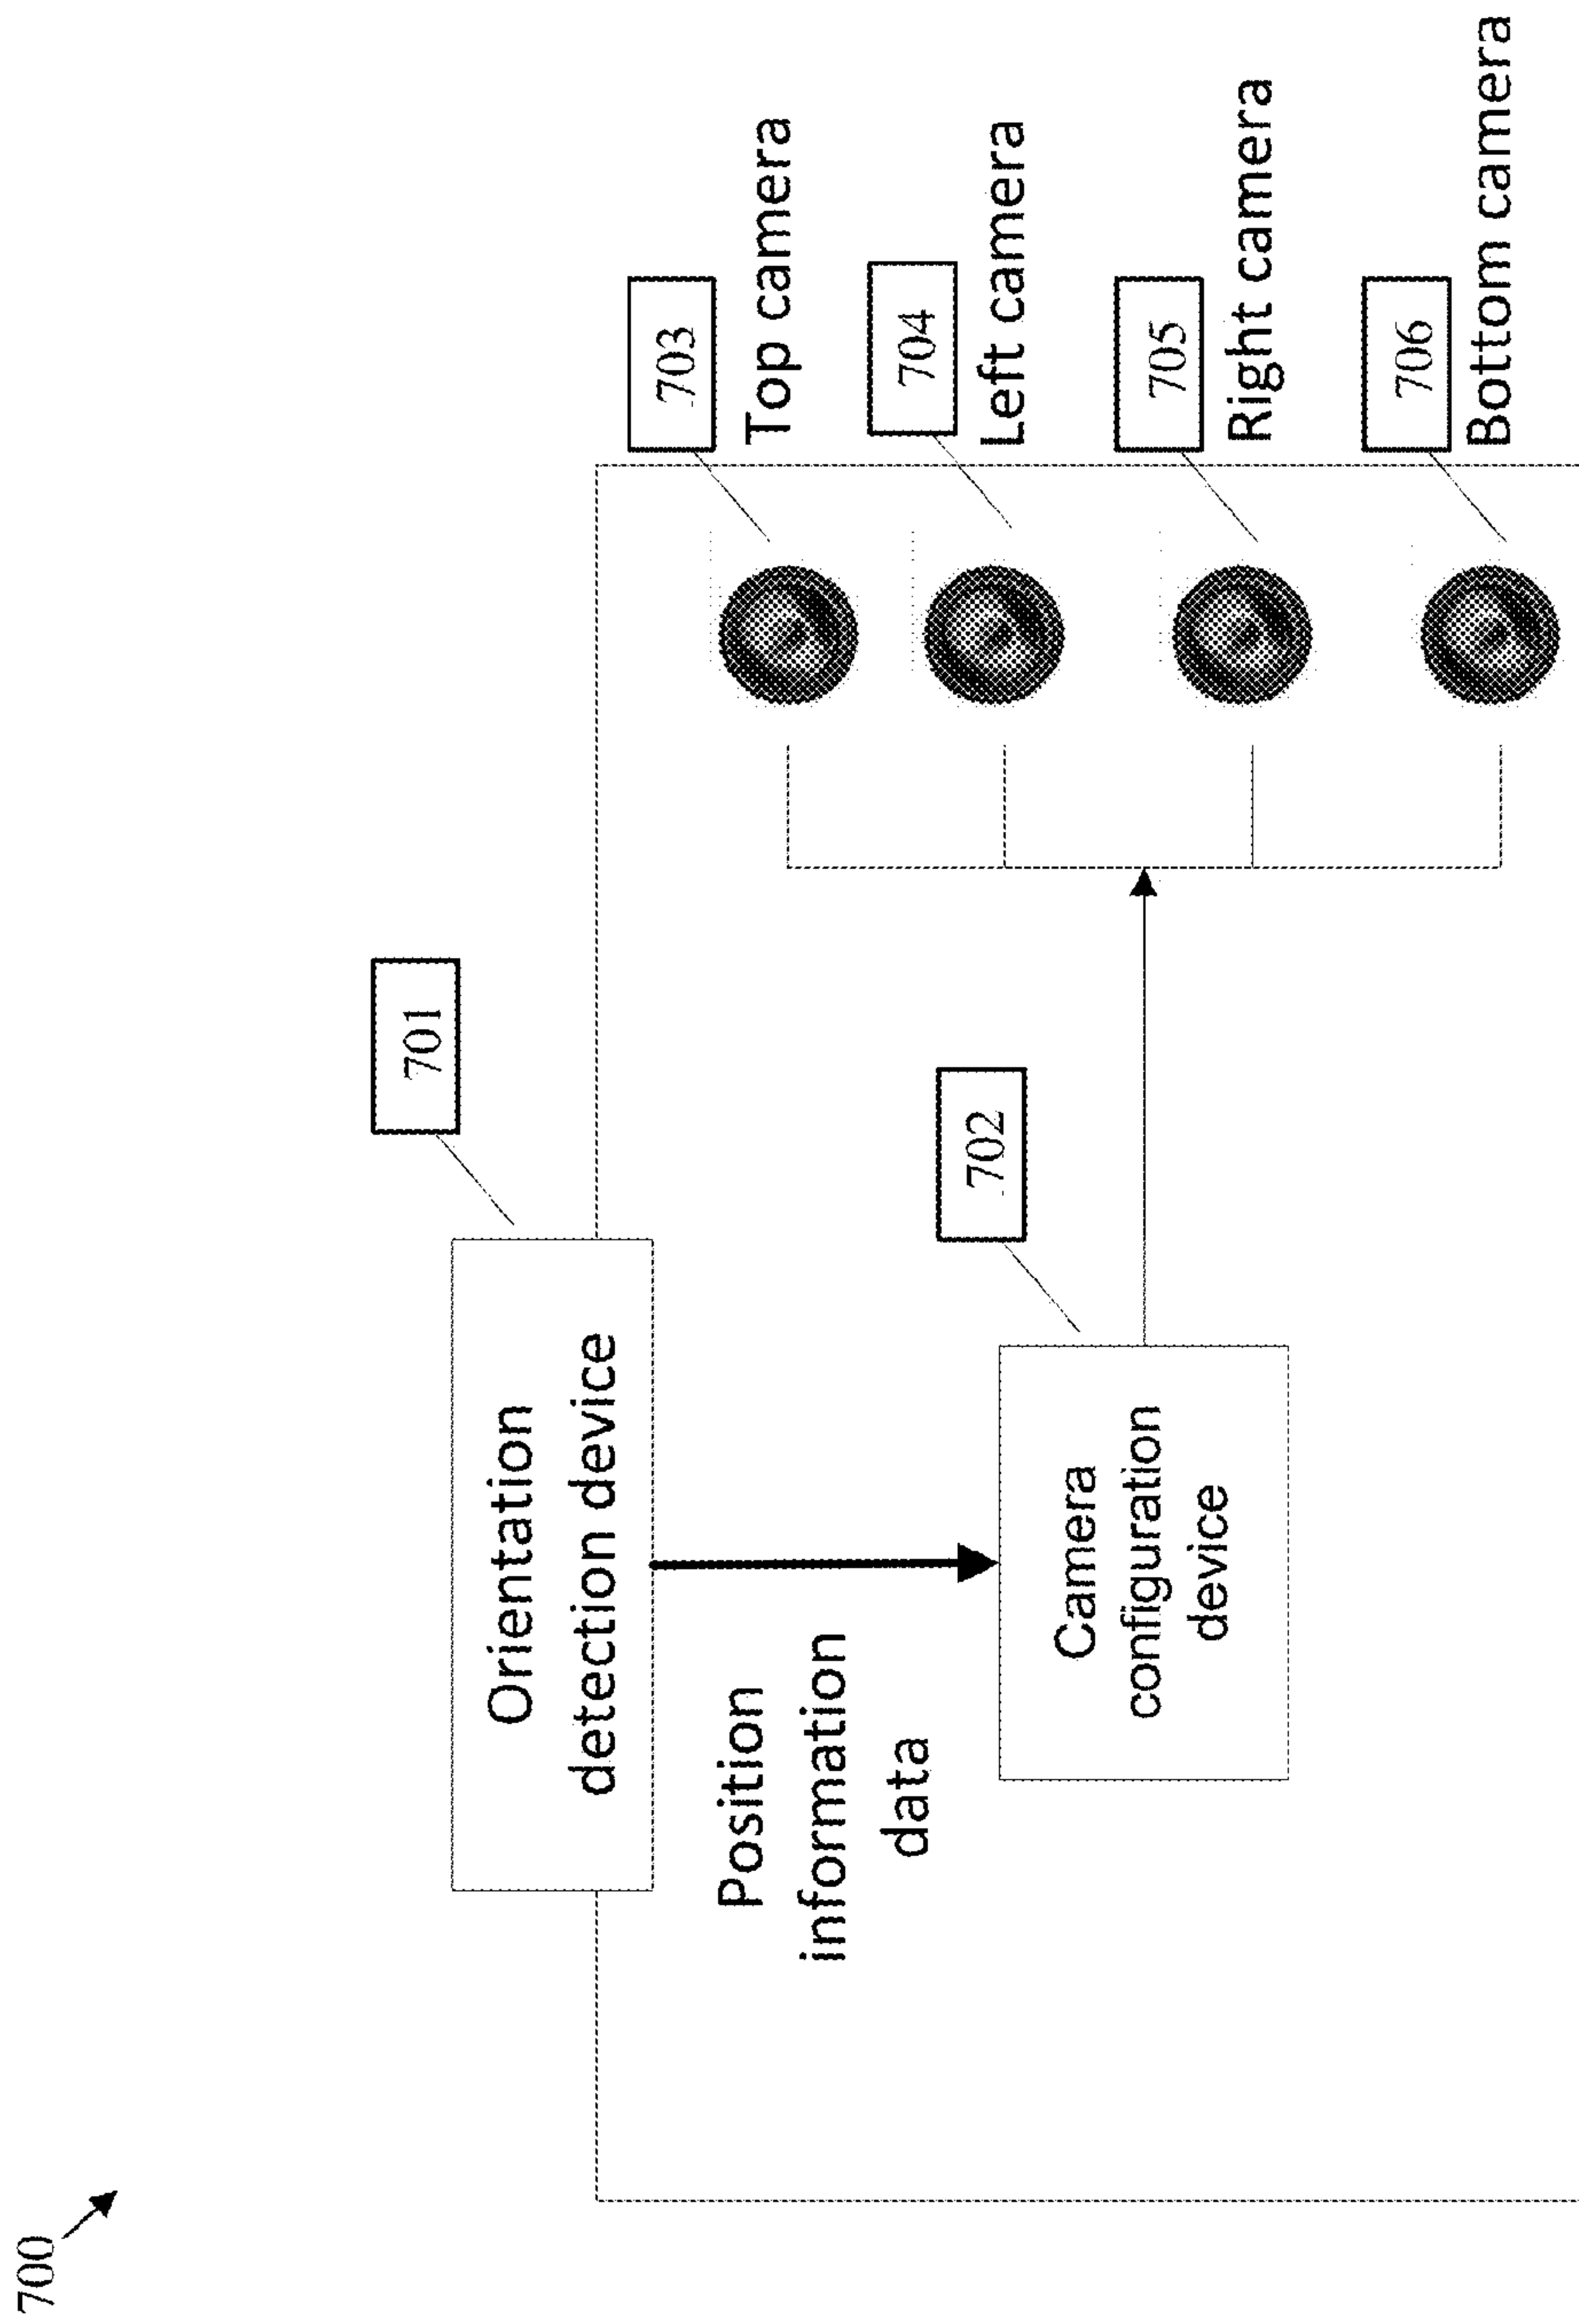 700
701
Orientation
detection device
Position
information
data
702
Camera
configuration
device
703
Top camera
704
Left camera
705
Right camera
706
Bottom camera